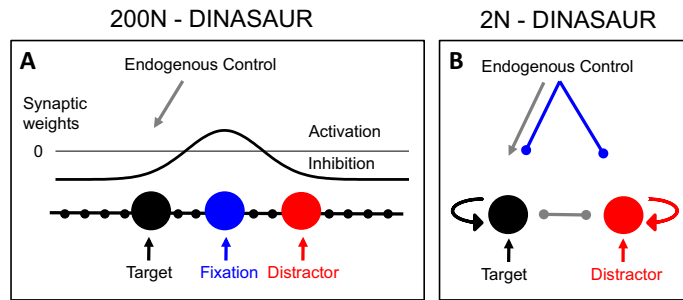 200N - DINASAUR
A
Endogenous Control
Synaptic
weights
0
Activation
Inhibition
Target
Fixation
Distractor
2N - DINASAUR
B
Endogenous Control
Target
Distractor